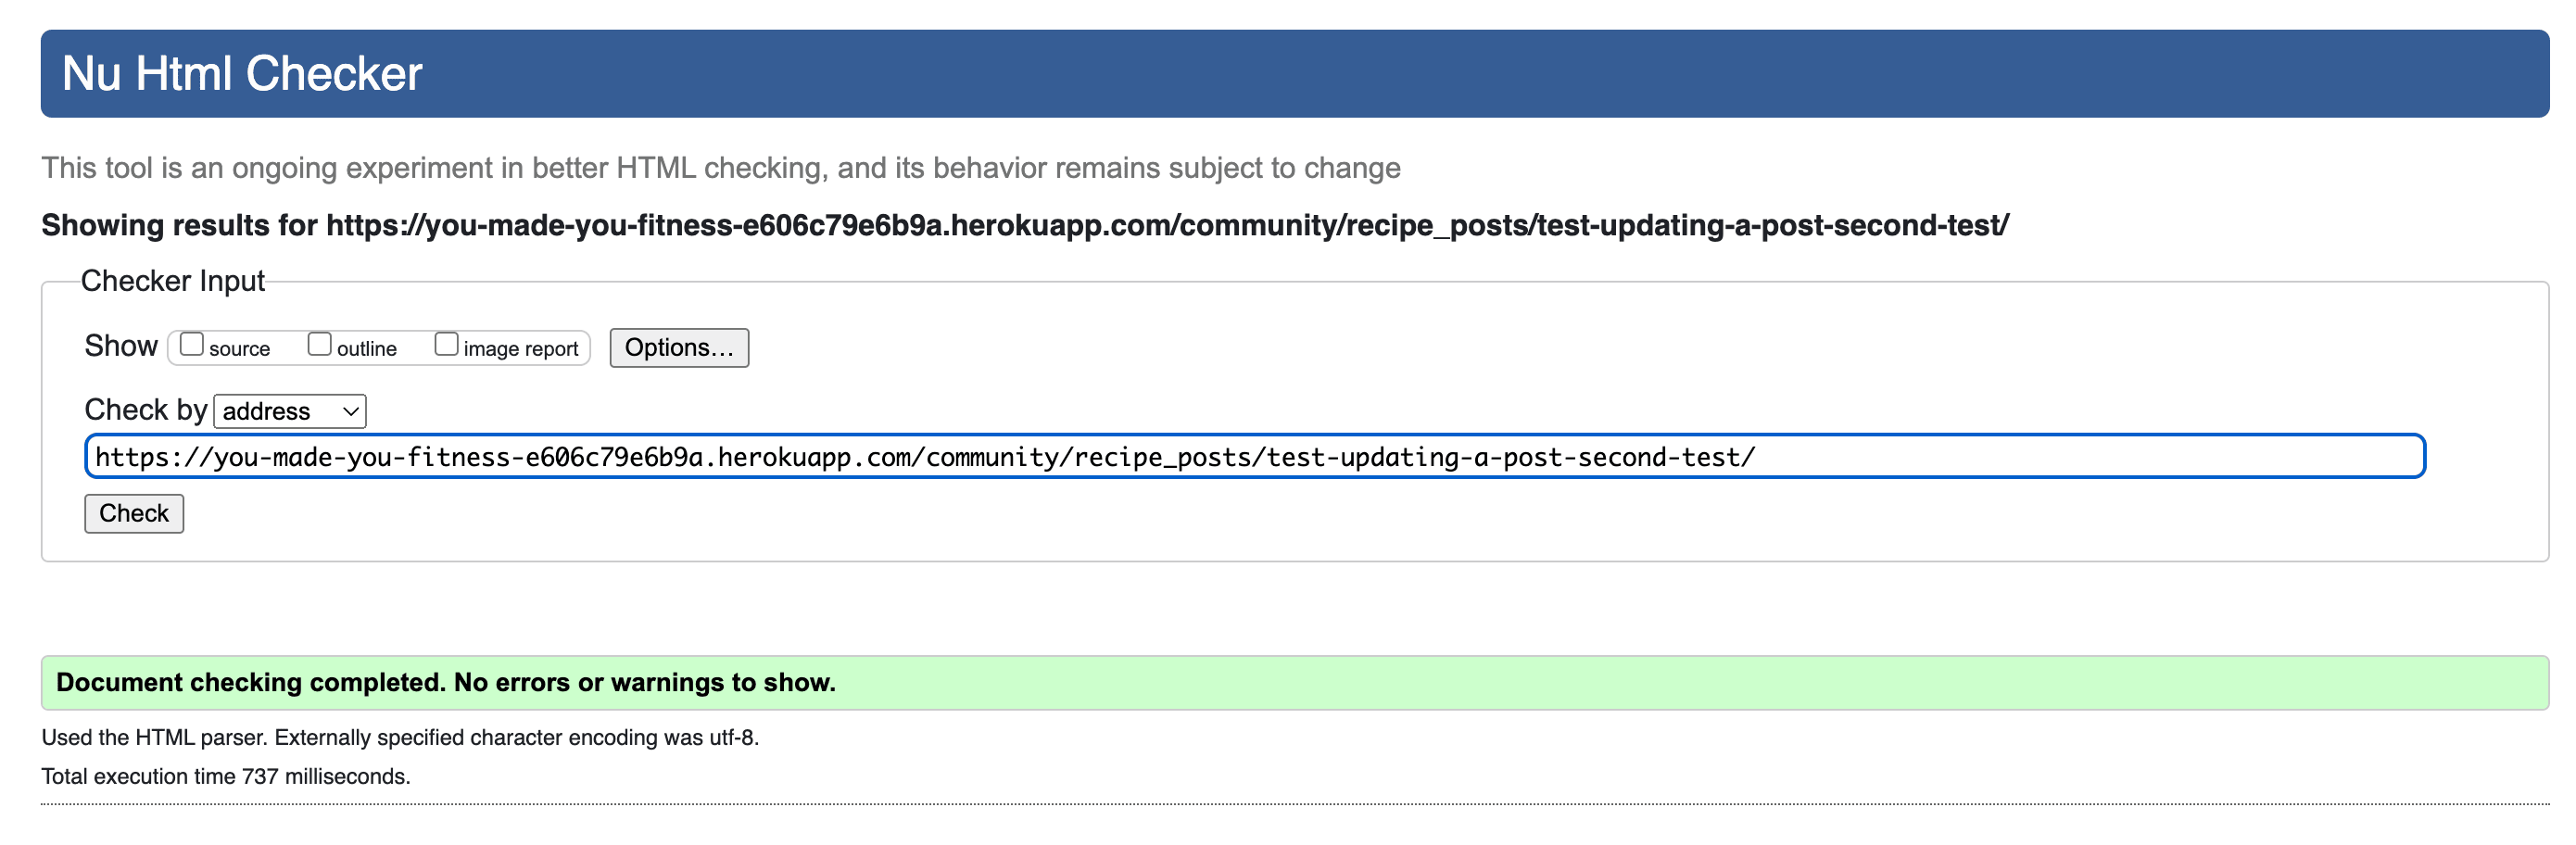 Nu Html Checker
This tool is an ongoing experiment in better HTML checking, and its behavior remains subject to change
Showing results for https://you-made-you-fitness-e606c79e6b9a.herokuapp.com/community/recipe_posts/test-updating-a-post-second-test/
Checker Input
Show source outline image report Options...
Check by address
https://you-made-you-fitness-e606c79e6b9a.herokuapp.com/community/recipe_posts/test-updating-a-post-second-test/
Check
Document checking completed. No errors or warnings to show.
Used the HTML parser. Externally specified character encoding was utf-8.
Total execution time 737 milliseconds.